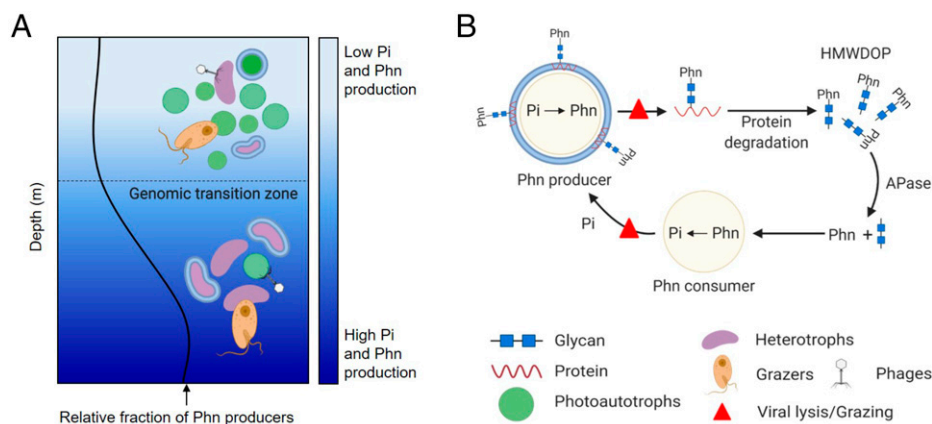 A
Low Pi
and Phn
production
Depth (m)
Genomic transition zone
High Pi
and Phn
production
Relative fraction of Phn producers
B
Phn
Phn
Phn
Pi → Phn
Phn producer
Phn
Protein
degradation
HMWDOP
Phn
Phn
Phn
Phn
APase
Phn +
Pi ← Phn
Phn consumer
Pi
Glycan
Protein
Photoautotrophs
Heterotrophs
Grazers
Phages
Viral lysis/Grazing